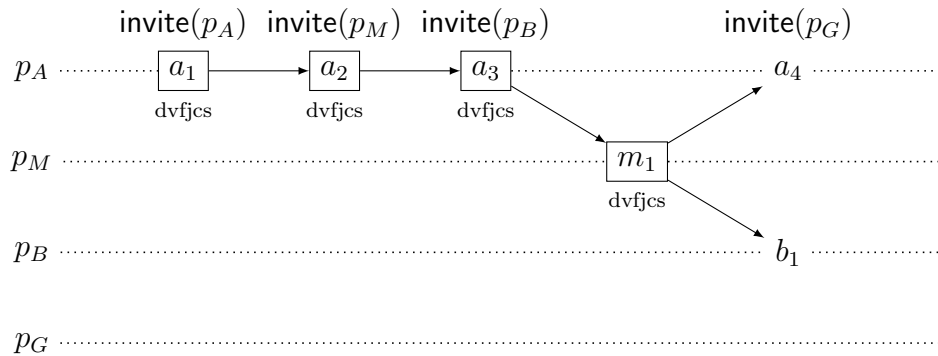 invite(p_A) invite(p_M) invite(p_B) invite(p_G)
p_A a_1 a_2 a_3 a_4
dvfjcs dvfjcs dvfjcs
p_M m_1
dvfjcs
p_B b_1
p_G